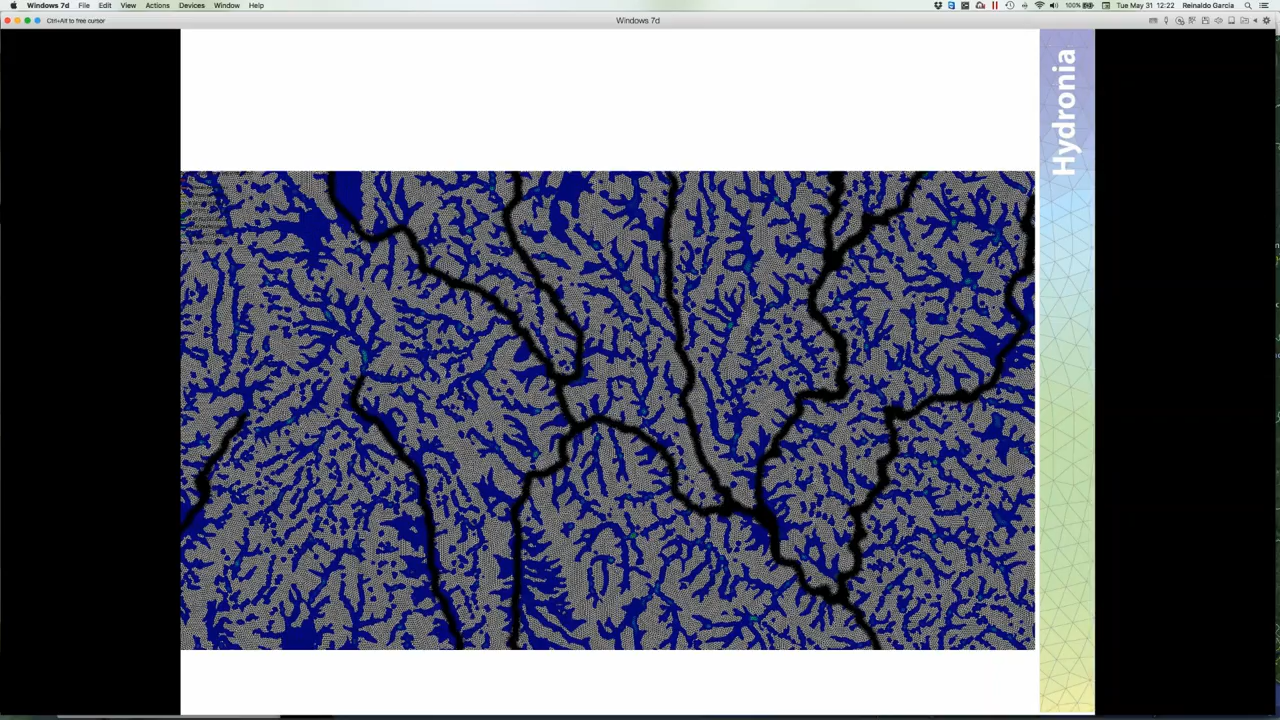 Windows 7d File Edit View Actions Devices Window Help
100% Tue May 31 12:22 Reinaldo Garcia
Ctrl+Alt to free cursor
Windows 7d
Hydronia